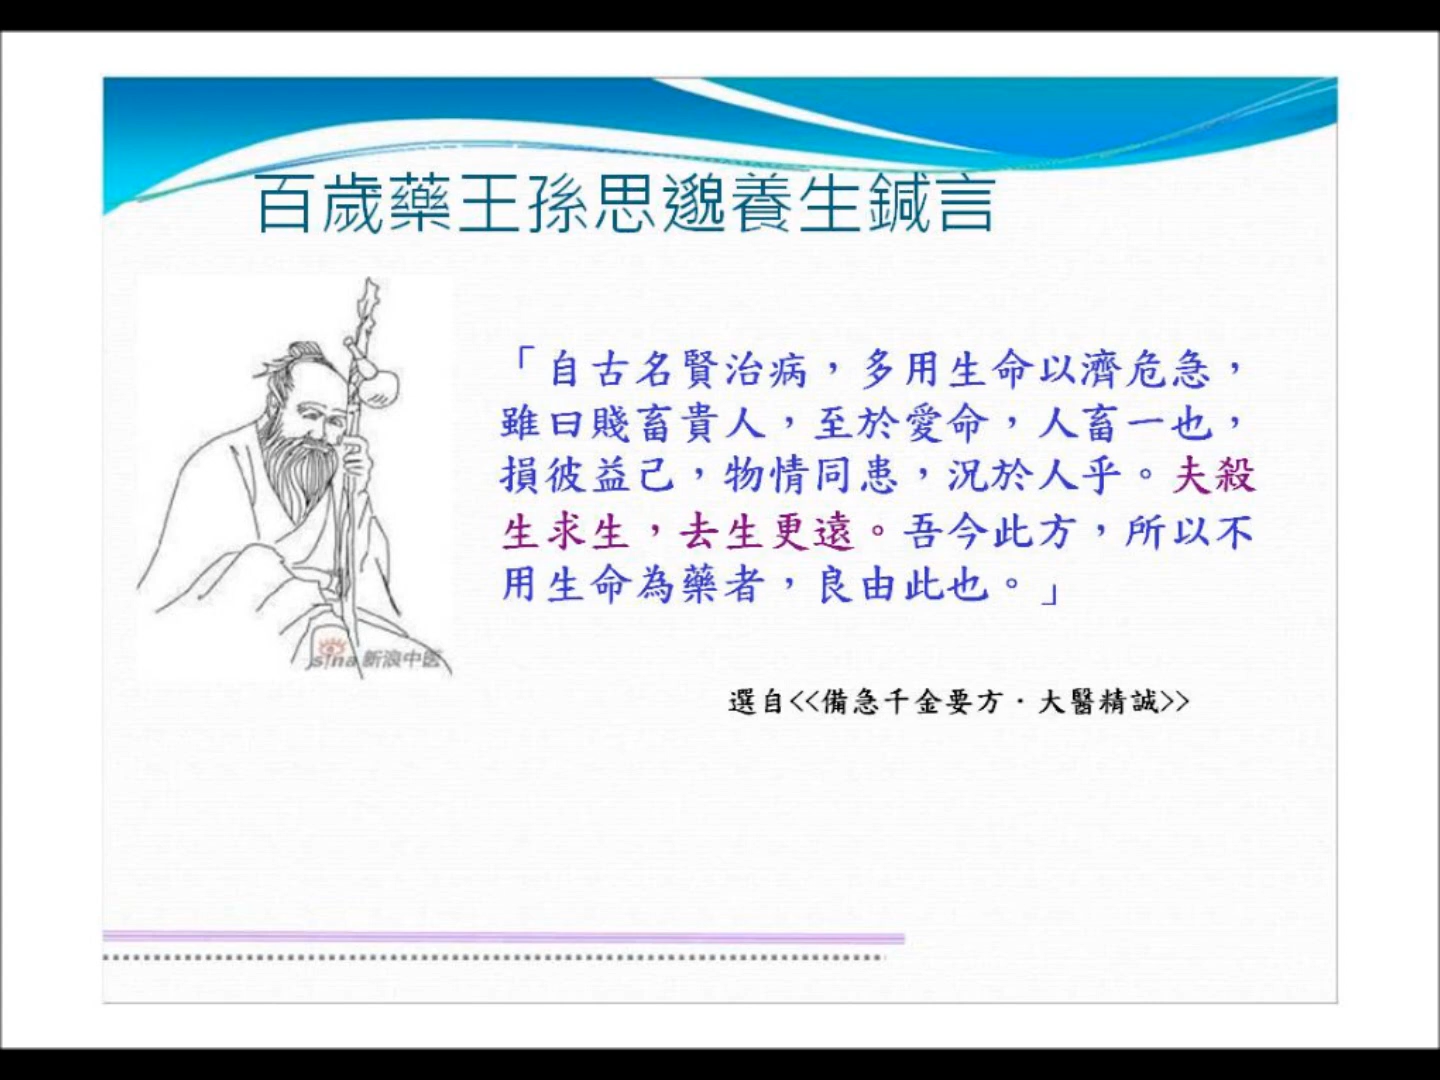 百歲藥王孫思邈養生鍼言
「自古名賢治病，多用生命以濟危急，
雖曰賤畜貴人，至於愛命，人畜一也，
損彼益己，物情同患，況於人乎。夫殺
生求生，去生更遠。吾今此方，所以不
用生命為藥者，良由此也。」
sina 新浪中医
選自<<備急千金要方．大醫精誠>>